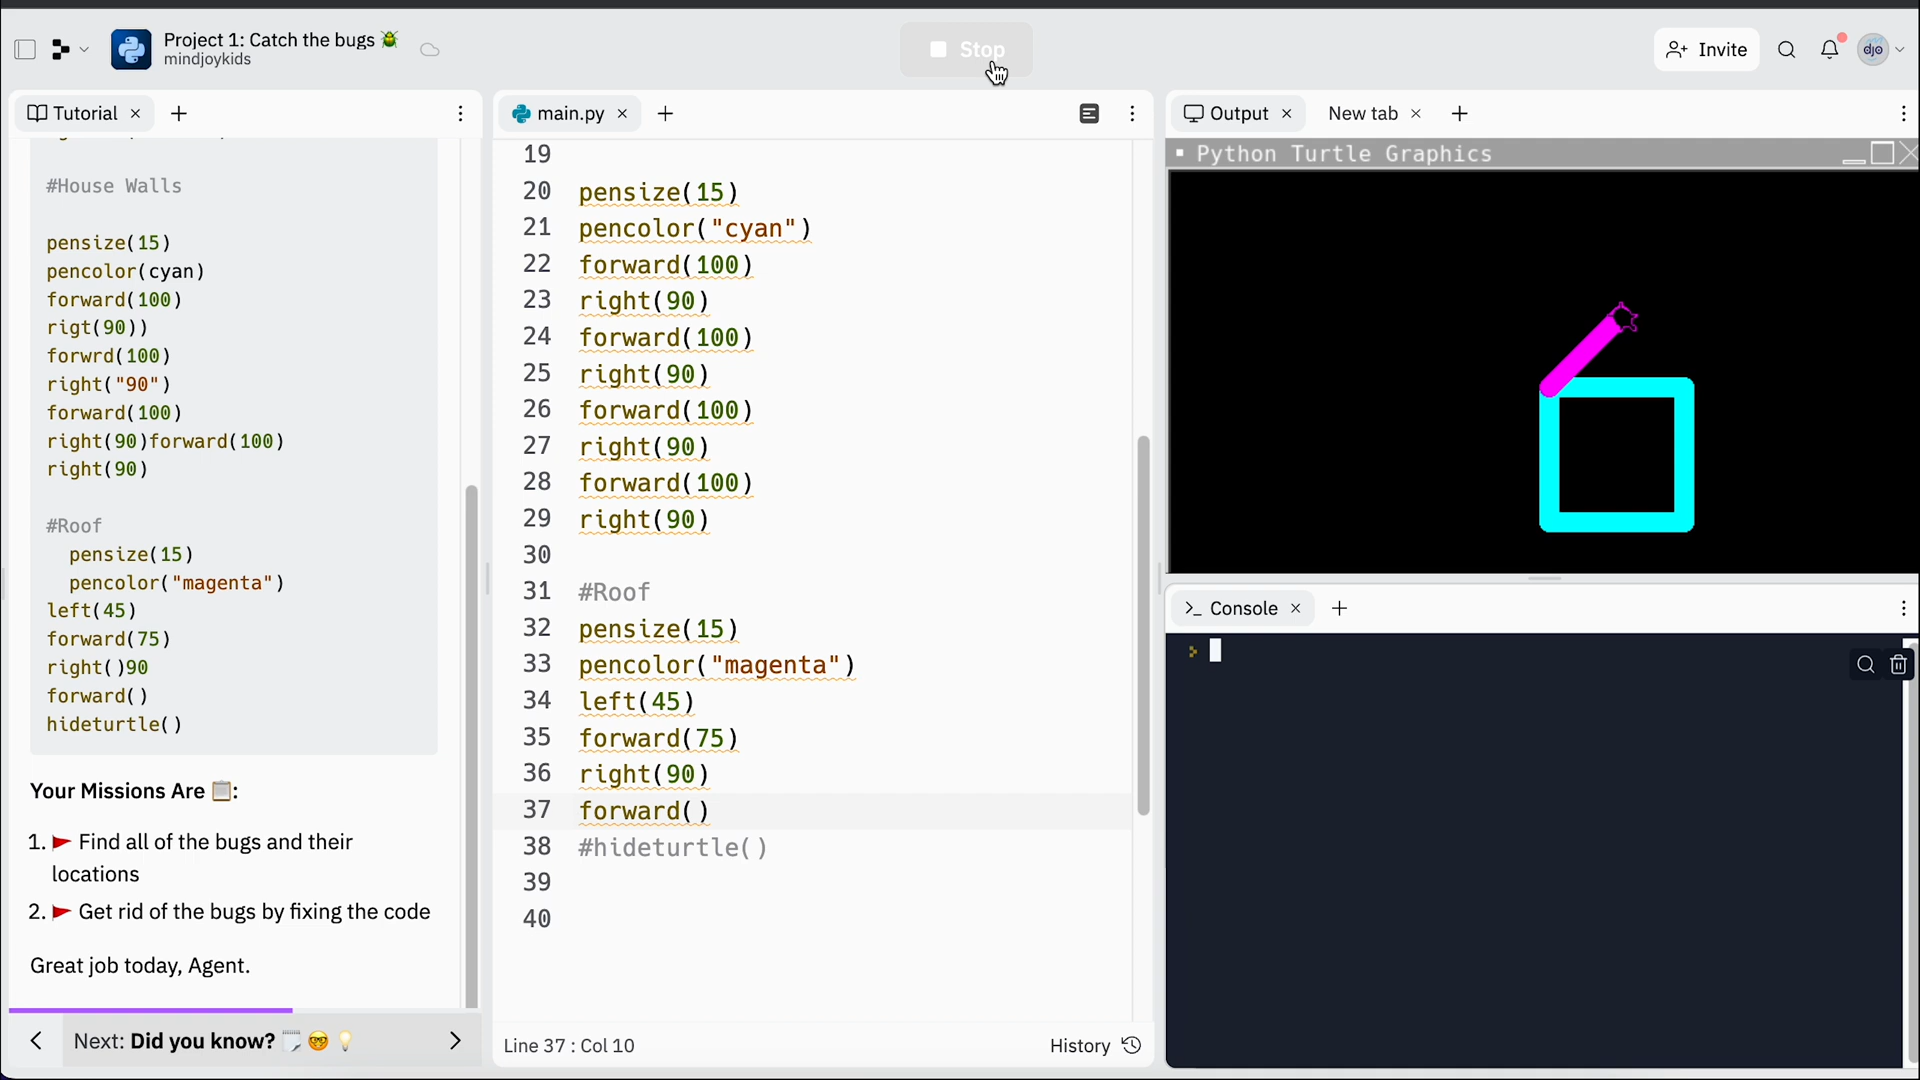 Project 1: Catch the bugs
mindjoykids
Stop
Invite
djo
Tutorial
#House Walls
pensize(15)
pencolor(cyan)
forward(100)
rigt(90))
forwrd(100)
right("90")
forward(100)
right(90)forward(100)
right(90)
#Roof
pensize(15)
pencolor("magenta")
left(45)
forward(75)
right()90
forward()
hideturtle()
Your Missions Are 📋:
1. 🚩 Find all of the bugs and their
locations
2. 🚩 Get rid of the bugs by fixing the code
Great job today, Agent.
Next: Did you know?
main.py
19
20 pensize(15)
21 pencolor("cyan")
22 forward(100)
23 right(90)
24 forward(100)
25 right(90)
26 forward(100)
27 right(90)
28 forward(100)
29 right(90)
30
31 #Roof
32 pensize(15)
33 pencolor("magenta")
34 left(45)
35 forward(75)
36 right(90)
37 forward()
38 #hideturtle()
39
40
Line 37 : Col 10
History
Output
New tab
Python Turtle Graphics
Console